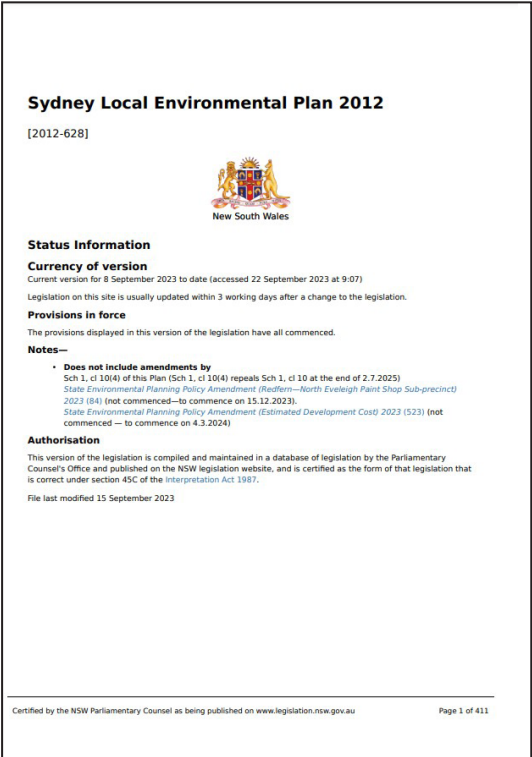 Sydney Local Environmental Plan 2012
[2012-628]
New South Wales
Status Information
Currency of version
Current version for 8 September 2023 to date (accessed 22 September 2023 at 9:07)
Legislation on this site is usually updated within 3 working days after a change to the legislation.
Provisions in force
The provisions displayed in this version of the legislation have all commenced.
Notes—
• Does not include amendments by
Sch 1, cl 10(4) of this Plan (Sch 1, cl 10(4) repeals Sch 1, cl 10 at the end of 2.7.2025)
State Environmental Planning Policy Amendment (Redfern—North Eveleigh Paint Shop Sub-precinct)
2023 (84) (not commenced—to commence on 15.12.2023).
State Environmental Planning Policy Amendment (Estimated Development Cost) 2023 (523) (not
commenced — to commence on 4.3.2024)
Authorisation
This version of the legislation is compiled and maintained in a database of legislation by the Parliamentary
Counsel's Office and published on the NSW legislation website, and is certified as the form of that legislation that
is correct under section 45C of the Interpretation Act 1987.
File last modified 15 September 2023
Certified by the NSW Parliamentary Counsel as being published on www.legislation.nsw.gov.au Page 1 of 411